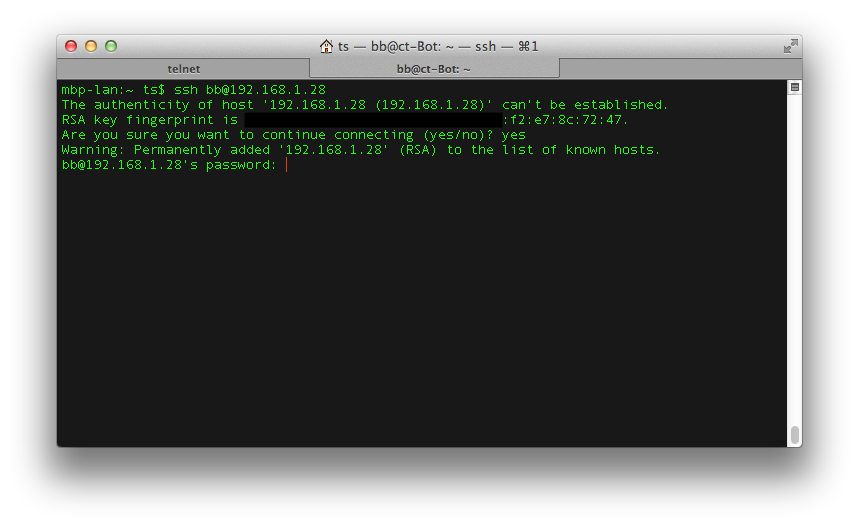 ts — bb@ct-Bot: ~ — ssh — ⌘1
telnet
bb@ct-Bot: ~
mbp-lan:~ ts$ ssh bb@192.168.1.28
The authenticity of host '192.168.1.28 (192.168.1.28)' can't be established.
RSA key fingerprint is :f2:e7:8c:72:47.
Are you sure you want to continue connecting (yes/no)? yes
Warning: Permanently added '192.168.1.28' (RSA) to the list of known hosts.
bb@192.168.1.28's password: